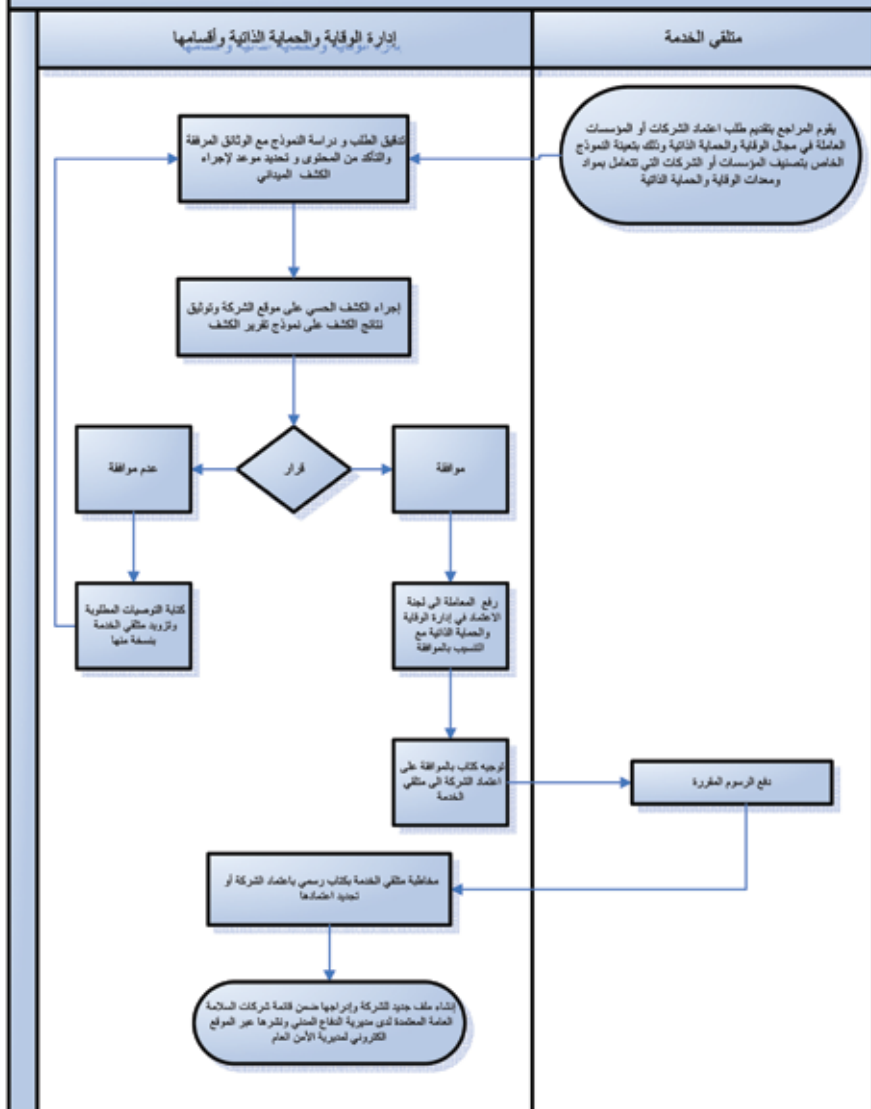 متلقي الخدمة
إدارة الوقاية والحماية الذاتية وأقسامها
يقوم المراجع بتقديم طلب اعتماد الشركات أو المؤسسات
العاملة في مجال الوقاية والحماية الذاتية وذلك بتعبئة النموذج
الخاص بتصنيف المؤسسات أو الشركات التي تتعامل بمواد
ومعدات الوقاية والحماية الذاتية
تدقيق الطلب و دراسة النموذج مع الوثائق المرفقة
والتأكد من المحتوى و تحديد موعد لإجراء
الكشف الميداني
إجراء الكشف الحسي على موقع الشركة وتوثيق
نتائج الكشف على نموذج تقرير الكشف
قرار
موافقة
عدم موافقة
رفع المعاملة الى لجنة
الاعتماد في إدارة الوقاية
والحماية الذاتية مع
التنسيب بالموافقة
كتابة التوصيات المطلوبة
وتزويد متلقي الخدمة
بنسخة منها
توجيه كتاب بالموافقة على
اعتماد الشركة الى متلقي
الخدمة
دفع الرسوم المقررة
مخاطبة متلقي الخدمة بكتاب رسمي باعتماد الشركة أو
تجديد اعتمادها
إنشاء ملف جديد للشركة وإدراجها ضمن قائمة شركات السلامة
العامة المعتمدة لدى مديرية الدفاع المدني ونشرها عبر الموقع
الكتروني لمديرية الأمن العام